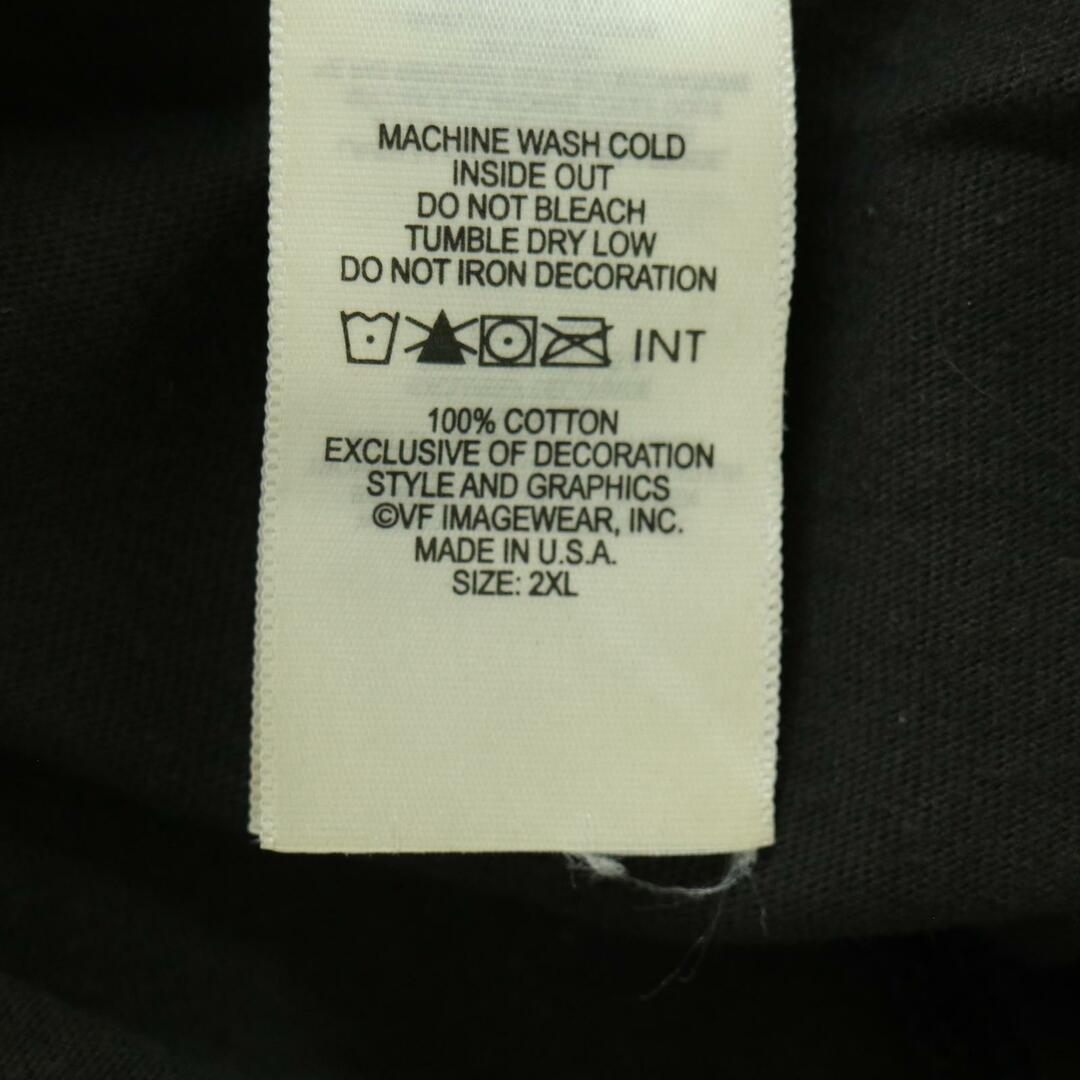 MACHINE WASH COLD
INSIDE OUT
DO NOT BLEACH
TUMBLE DRY LOW
DO NOT IRON DECORATION
INT
100% COTTON
EXCLUSIVE OF DECORATION
STYLE AND GRAPHICS
©VF IMAGEWEAR, INC.
MADE IN U.S.A.
SIZE: 2XL